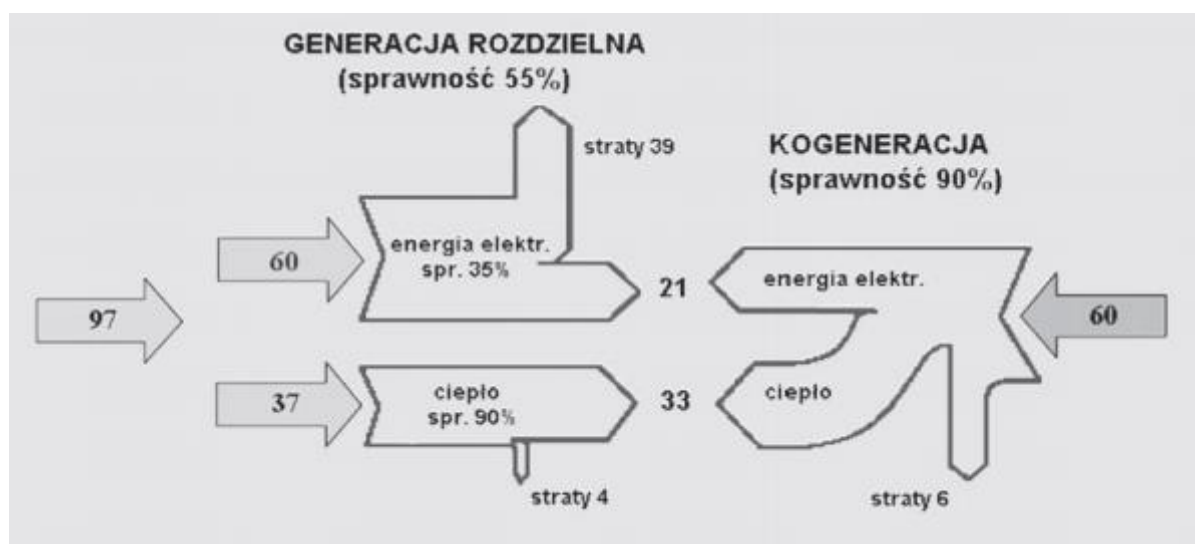 GENERACJA ROZDZIELNA
(sprawność 55%)
straty 39
KOGENERACJA
(sprawność 90%)
energia elektr.
spr. 35%
60
21
energia elektr.
97
60
37
ciepło
spr. 90%
33
ciepło
straty 4
straty 6